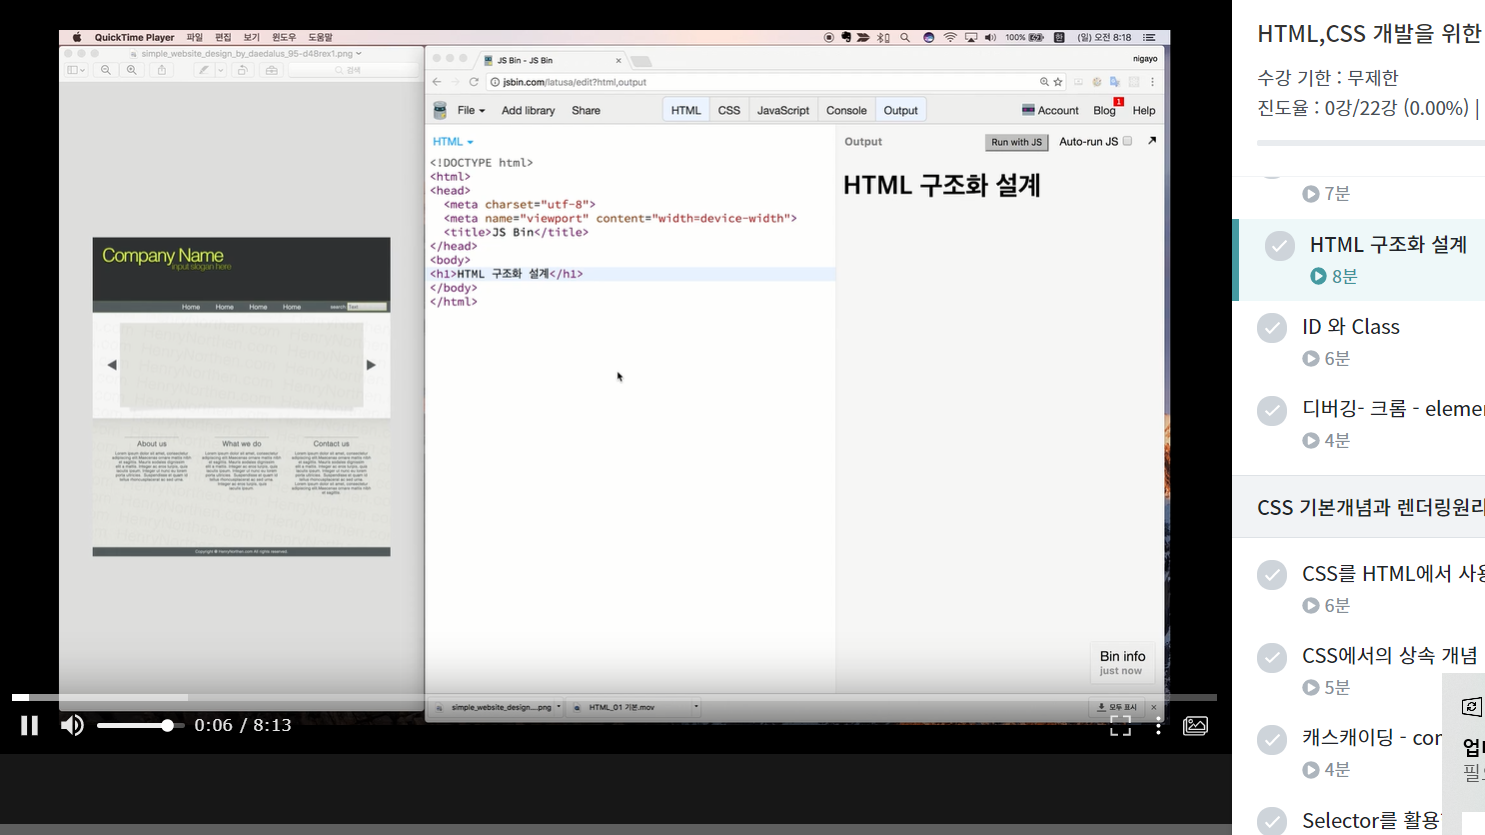 QuickTime Player 파일 편집 보기 윈도우 도움말
100%
(일) 오전 8:18
simple_website_design_by_daedalus_95-d48rex1.png
검색
Company Name
input slogan here
Home Home Home Home
search
About us
What we do
Contact us
JS Bin - JS Bin
nigayo
jsbin.com/latusa/edit?html,output
File
Add library
Share
HTML
CSS
JavaScript
Console
Output
Account
Blog
1
Help
HTML
<!DOCTYPE html>
<html>
<head>
<meta charset="utf-8">
<meta name="viewport" content="width=device-width">
<title>JS Bin</title>
</head>
<body>
<h1>HTML 구조화 설계</h1>
</body>
</html>
Output
Run with JS
Auto-run JS
HTML 구조화 설계
Bin info
just now
simple_website_design....png
HTML_01 기본.mov
모두 표시
0:06 / 8:13
HTML,CSS 개발을 위한
수강 기한 : 무제한
진도율 : 0강/22강 (0.00%) |
7분
HTML 구조화 설계
8분
ID 와 Class
6분
디버깅- 크롬 - eleme
4분
CSS 기본개념과 렌더링원리
CSS를 HTML에서 사용
6분
CSS에서의 상속 개념
5분
캐스캐이딩 - cor
4분
Selector를 활용